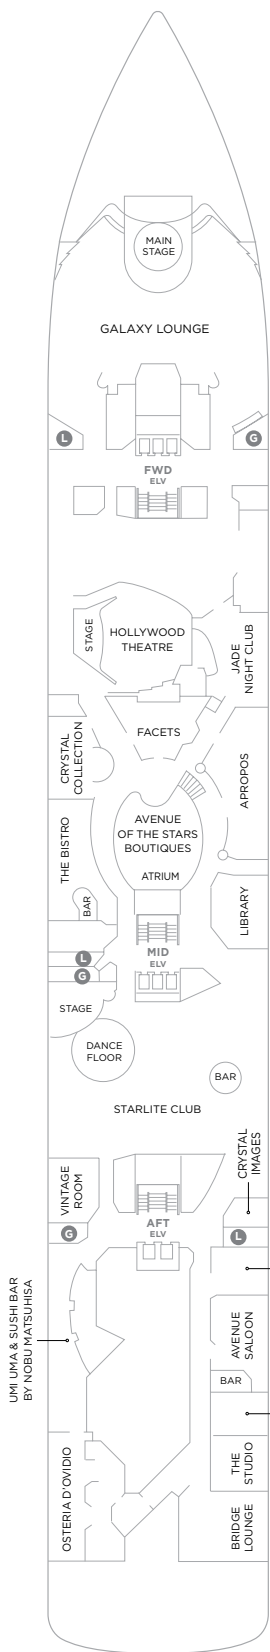 MAIN
STAGE
GALAXY LOUNGE
L
G
FWD
ELV
STAGE
HOLLYWOOD
THEATRE
JADE
NIGHT CLUB
FACETS
CRYSTAL
COLLECTION
APROPOS
AVENUE
OF THE STARS
BOUTIQUES
ATRIUM
THE BISTRO
BAR
LIBRARY
MID
ELV
L
G
STAGE
DANCE
FLOOR
BAR
STARLITE CLUB
CRYSTAL
IMAGES
VINTAGE
ROOM
G
AFT
ELV
L
UMI UMA & SUSHI BAR
BY NOBU MATSUHISA
AVENUE
SALOON
BAR
OSTERIA D'OVIDIO
THE
STUDIO
BRIDGE
LOUNGE